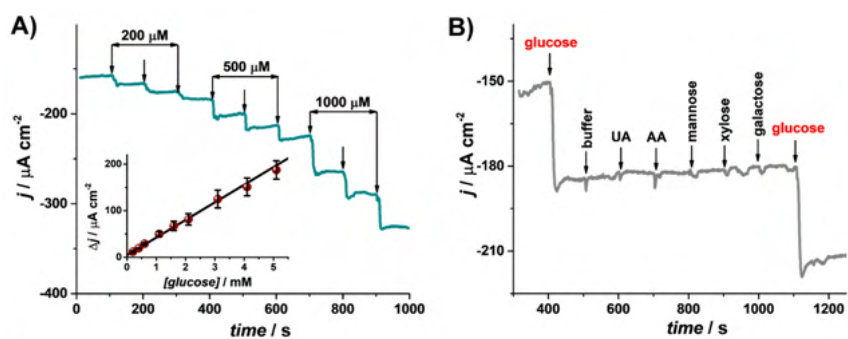 A)
200 μM
500 μM
1000 μM
j / μA cm⁻²
-200
-300
-400
0
200
400
600
800
1000
time / s
Δj / μA cm⁻²
200
150
100
50
0
0
1
2
3
4
5
[glucose] / mM
B)
glucose
buffer
UA
AA
mannose
xylose
galactose
glucose
j / μA cm⁻²
-150
-180
-210
400
600
800
1000
1200
time / s